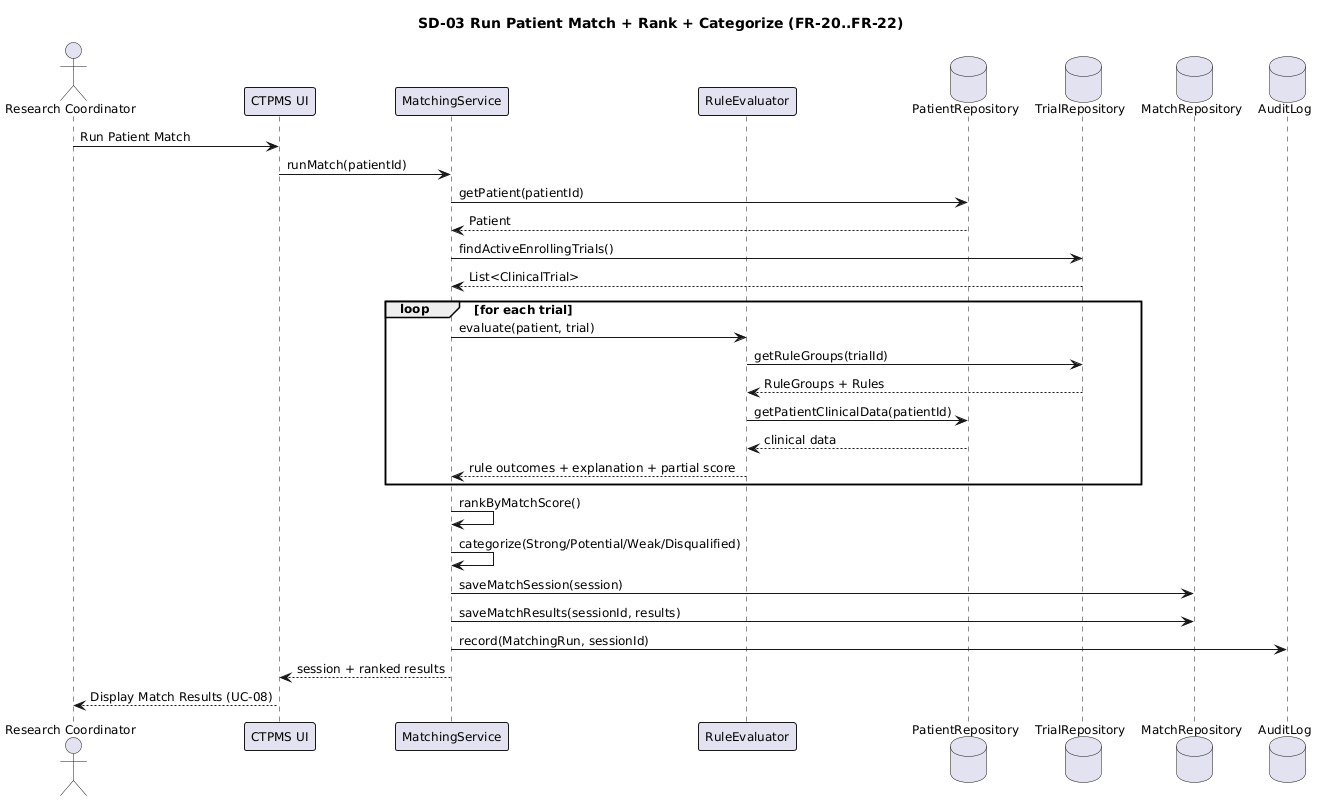 SD-03 Run Patient Match + Rank + Categorize (FR-20..FR-22)
Research Coordinator
CTPMS UI
MatchingService
RuleEvaluator
PatientRepository
TrialRepository
MatchRepository
AuditLog
Run Patient Match
runMatch(patientId)
getPatient(patientId)
Patient
findActiveEnrollingTrials()
List<ClinicalTrial>
loop
[for each trial]
evaluate(patient, trial)
getRuleGroups(trialId)
RuleGroups + Rules
getPatientClinicalData(patientId)
clinical data
rule outcomes + explanation + partial score
rankByMatchScore()
categorize(Strong/Potential/Weak/Disqualified)
saveMatchSession(session)
saveMatchResults(sessionId, results)
record(MatchingRun, sessionId)
session + ranked results
Display Match Results (UC-08)
Research Coordinator
CTPMS UI
MatchingService
RuleEvaluator
PatientRepository
TrialRepository
MatchRepository
AuditLog